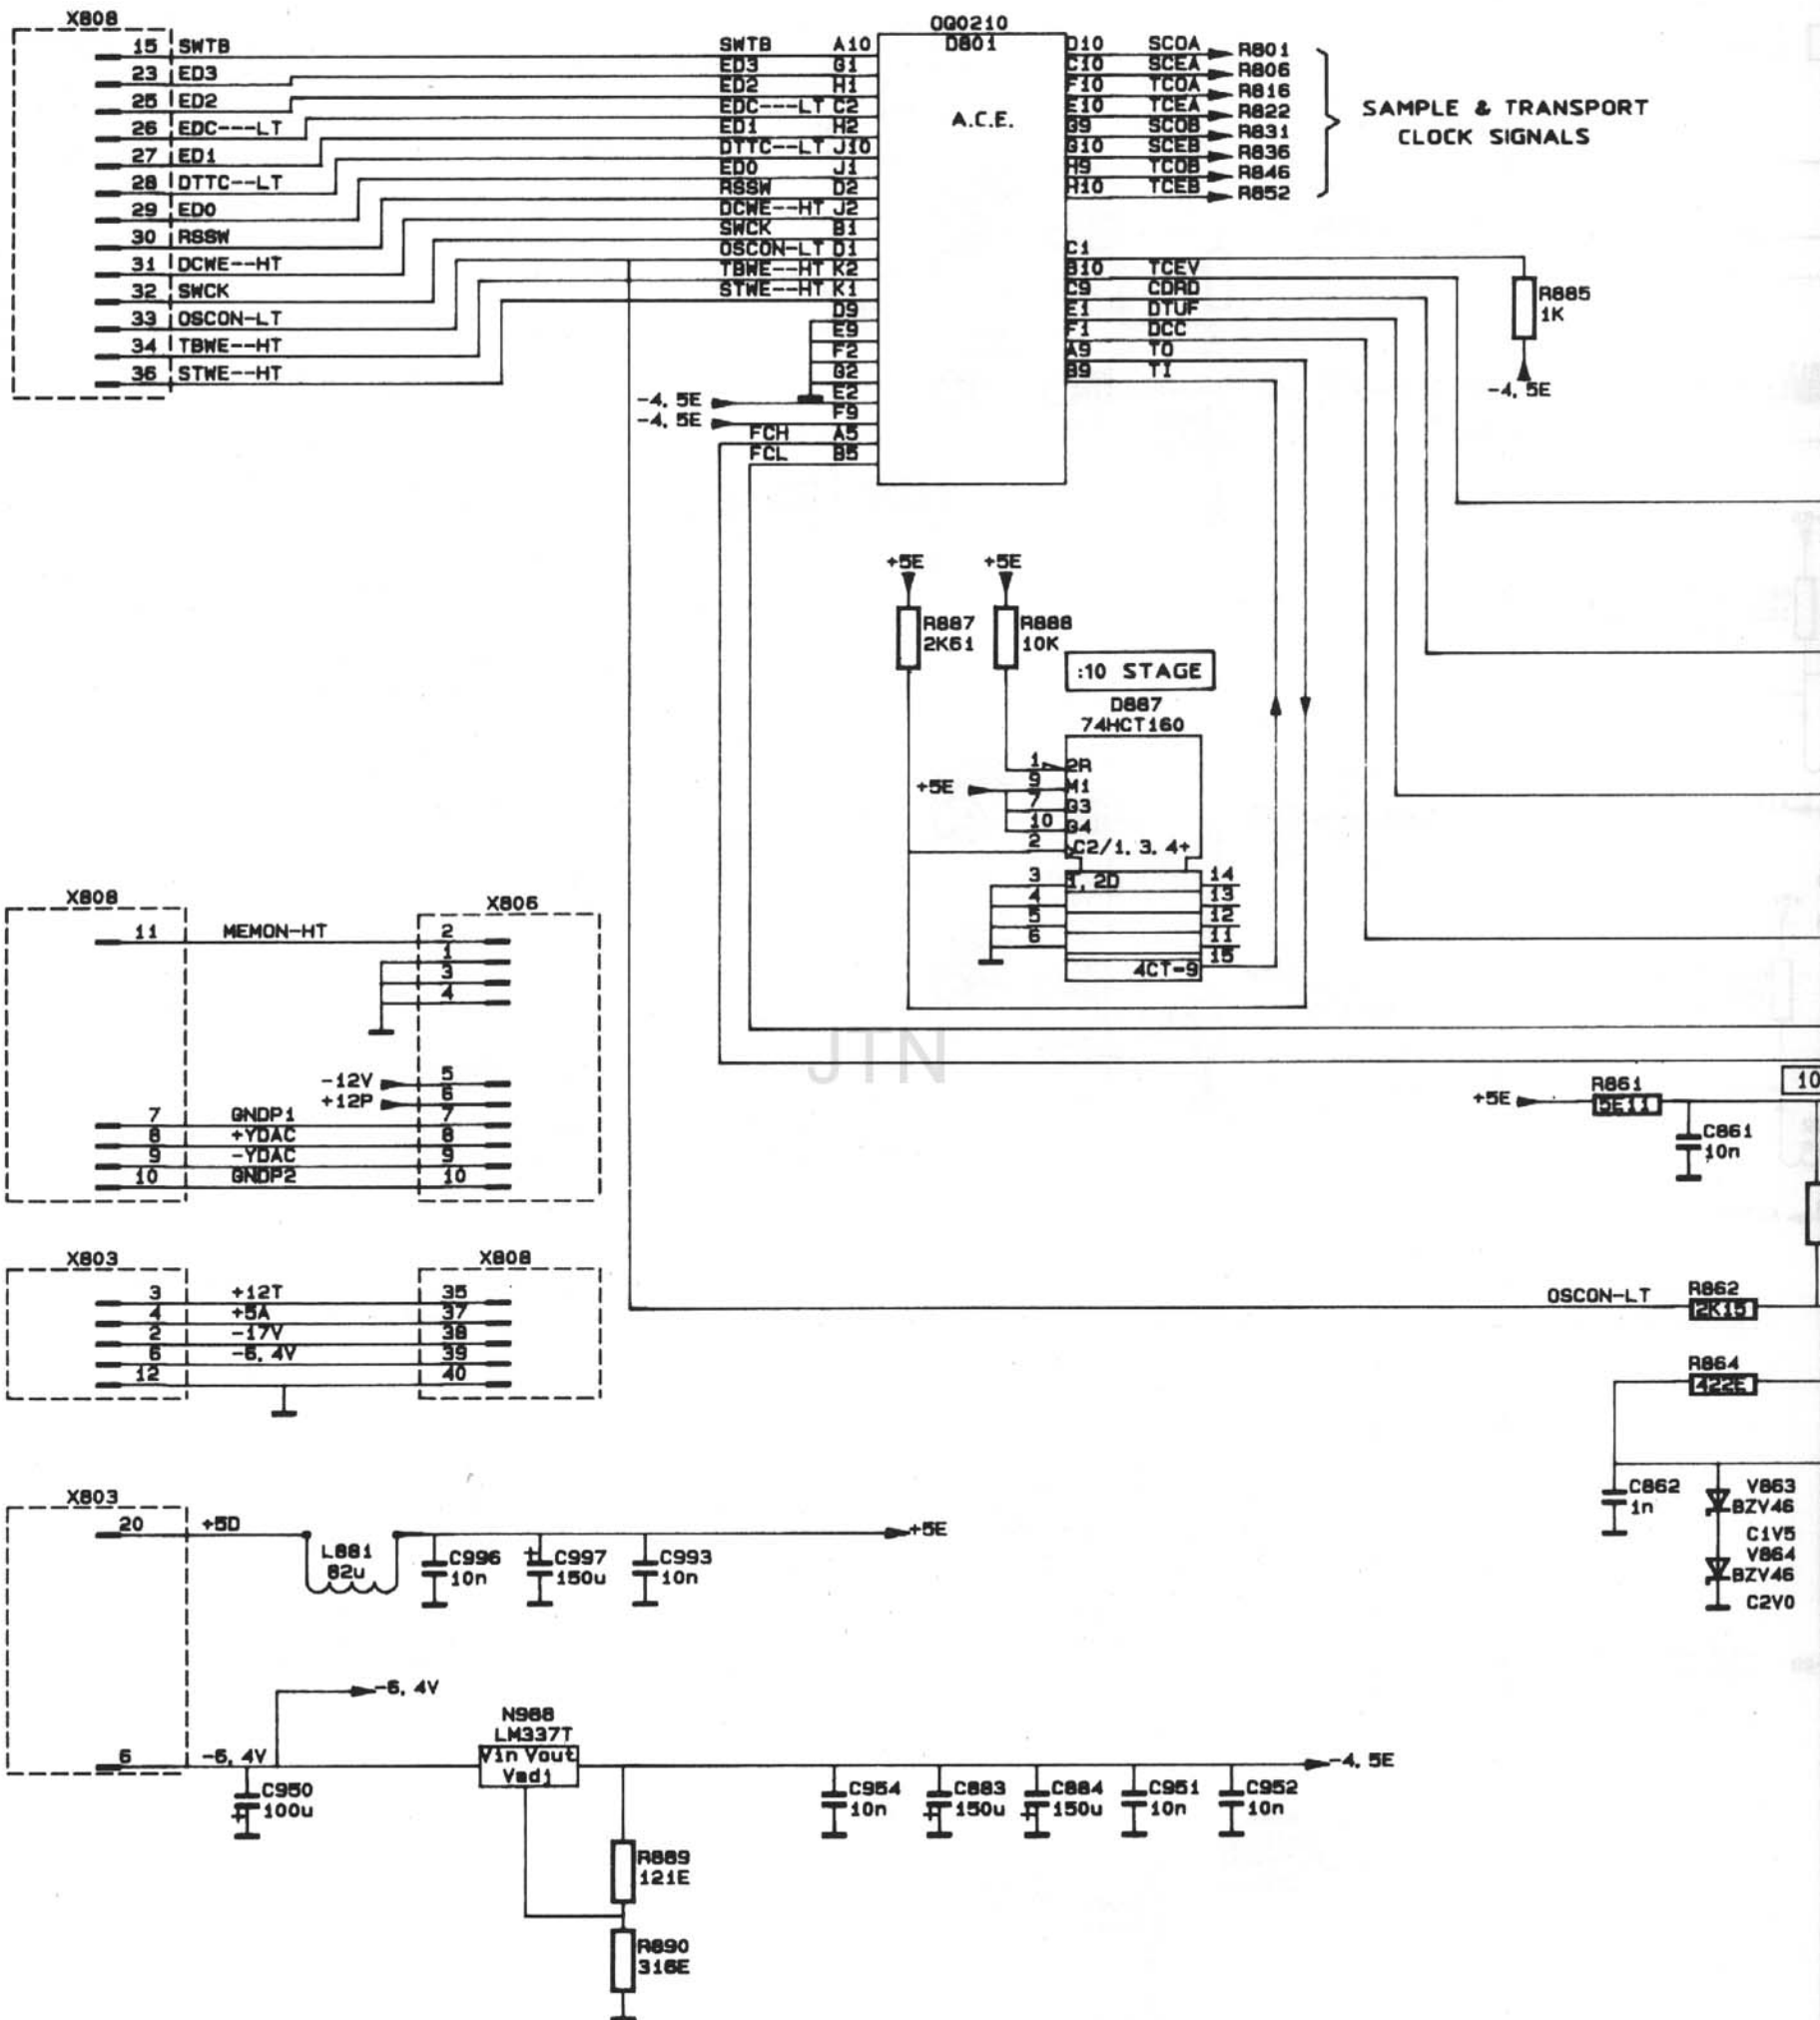 X808
15 SWTB
23 ED3
25 ED2
26 EDC---LT
27 ED1
28 DTTC--LT
29 ED0
30 RSSW
31 DCWE--HT
32 SWCK
33 OSCON-LT
34 TBWE--HT
36 STWE--HT
OQ0210
D801
A.C.E.
SWTB A10
ED3 G1
ED2 H1
EDC---LT C2
ED1 H2
DTTC--LT J10
ED0 J1
RSSW D2
DCWE--HT J2
SWCK B1
OSCON-LT D1
TBWE--HT K2
STWE--HT K1
D9
E9
F2
G2
-4,5E E2
-4,5E F9
FCH A5
FCL B5
D10 SCOA R801
C10 SCEA R806
F10 TCOA R816
E10 TCEA R822
G9 SCOB R831
G10 SCEB R836
H9 TCOB R846
H10 TCEB R852
SAMPLE & TRANSPORT
CLOCK SIGNALS
C1
B10 TCEV
C9 CDRD
E1 DTUF
F1 DCC
A9 TO
B9 TI
R885
1K
-4,5E
+5E
+5E
R887
2K61
R888
10K
:10 STAGE
D887
74HCT160
1 2R
+5E 9 M1
7 G3
10 G4
2 C2/1,3,4+
3 1,2D 14
4 13
5 12
6 11
4CT=9 15
X808
X806
11 MEMON-HT 2
1
3
4
-12V 5
+12P 6
7 GNDP1 7
8 +YDAC 8
9 -YDAC 9
10 GNDP2 10
JTN
10
+5E
R861
5E11
C861
10n
X803
X808
3 +12T 35
4 +5A 37
2 -17V 38
6 -6,4V 39
12 40
OSCON-LT
R862
2K15
R864
422E
C862
1n
V863
BZV46
C1V5
V864
BZV46
C2V0
X803
20 +5D
L881
82u
C996
10n
+ C997
150u
C993
10n
+5E
-6,4V
6 -6,4V
C950
+ 100u
N988
LM337T
Vin Vout
Vadj
C954
10n
C883
+ 150u
C884
+ 150u
C951
10n
C952
10n
-4,5E
R889
121E
R890
316E